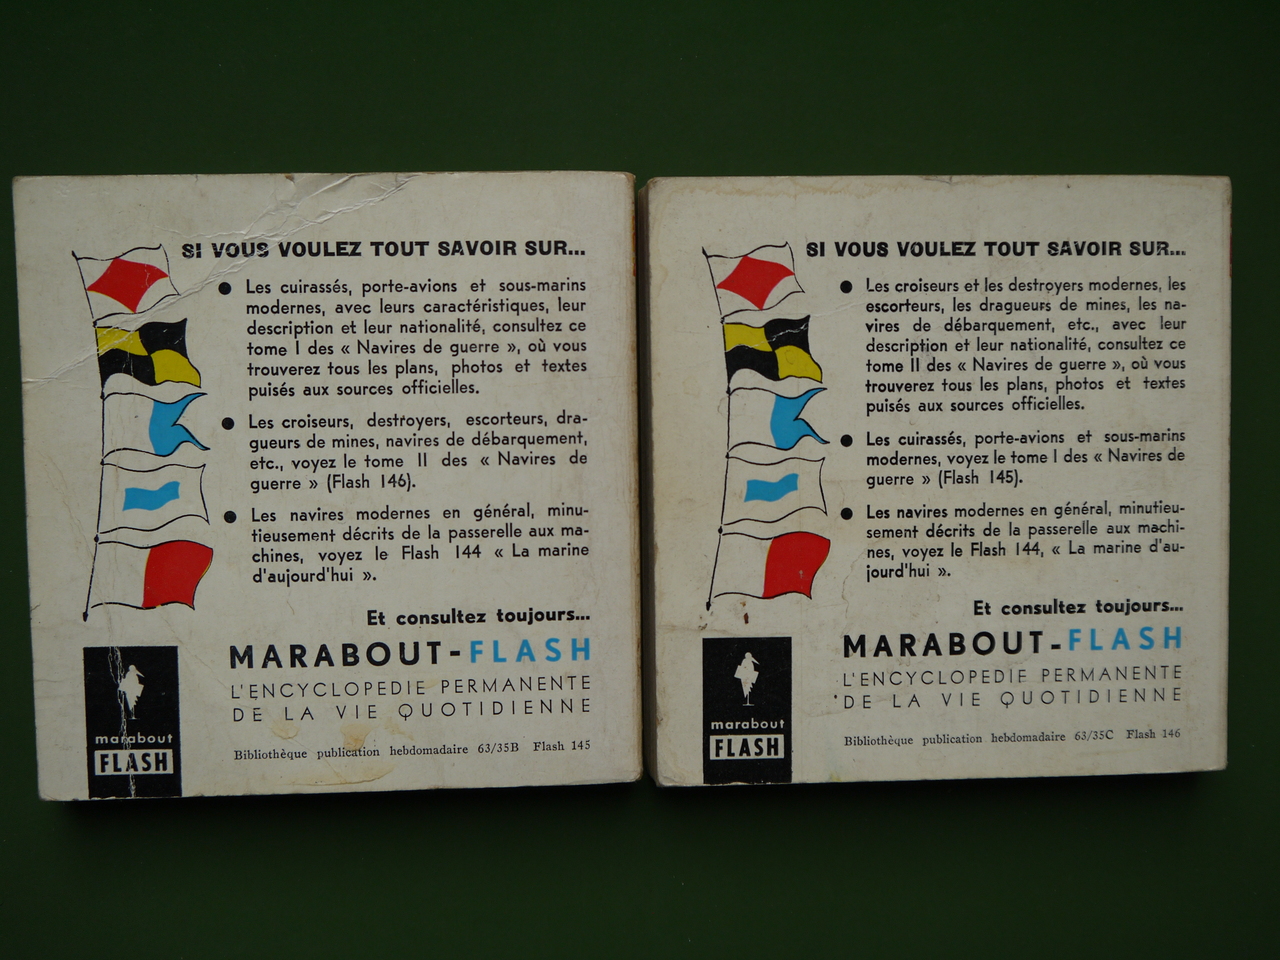 SI VOUS VOULEZ TOUT SAVOIR SUR...
● Les cuirassés, porte-avions et sous-marins
modernes, avec leurs caractéristiques, leur
description et leur nationalité, consultez ce
tome I des « Navires de guerre », où vous
trouverez tous les plans, photos et textes
puisés aux sources officielles.
● Les croiseurs, destroyers, escorteurs, dra-
gueurs de mines, navires de débarquement,
etc., voyez le tome II des « Navires de
guerre » (Flash 146).
● Les navires modernes en général, minu-
tieusement décrits de la passerelle aux ma-
chines, voyez le Flash 144 « La marine
d'aujourd'hui ».
Et consultez toujours...
MARABOUT-FLASH
L'ENCYCLOPEDIE PERMANENTE
DE LA VIE QUOTIDIENNE
marabout
FLASH
Bibliothèque publication hebdomadaire 63/35B Flash 145
SI VOUS VOULEZ TOUT SAVOIR SUR...
● Les croiseurs et les destroyers modernes, les
escorteurs, les dragueurs de mines, les na-
vires de débarquement, etc., avec leur
description et leur nationalité, consultez ce
tome II des « Navires de guerre », où vous
trouverez tous les plans, photos et textes
puisés aux sources officielles.
● Les cuirassés, porte-avions et sous-marins
modernes, voyez le tome I des « Navires de
guerre » (Flash 145).
● Les navires modernes en général, minutieu-
sement décrits de la passerelle aux machi-
nes, voyez le Flash 144, « La marine d'au-
jourd'hui ».
Et consultez toujours...
MARABOUT-FLASH
L'ENCYCLOPEDIE PERMANENTE
DE LA VIE QUOTIDIENNE
marabout
FLASH
Bibliothèque publication hebdomadaire 63/35C Flash 146